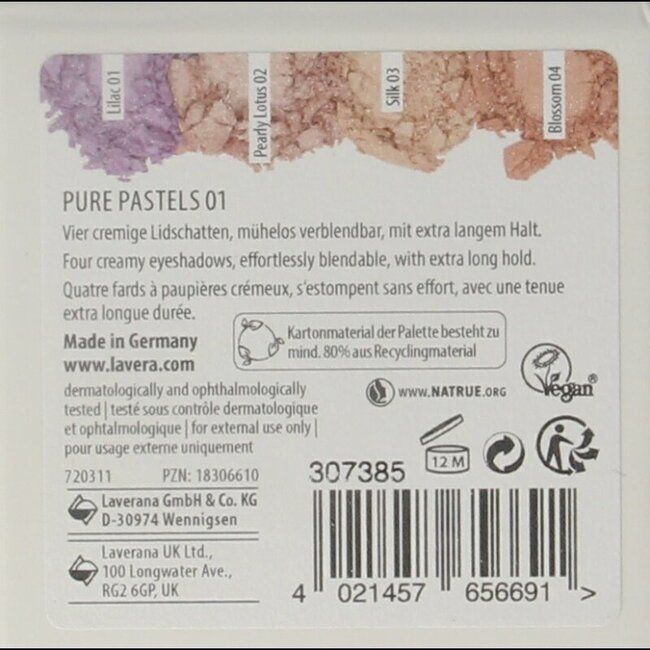 Lilac 01
Pearly Lotus 02
Silk 03
Blossom 04
PURE PASTELS 01
Vier cremige Lidschatten, mühelos verblendbar, mit extra langem Halt.
Four creamy eyeshadows, effortlessly blendable, with extra long hold.
Quatre fards à paupières crémeux, s'estompent sans effort, avec une tenue
extra longue durée.
Made in Germany
www.lavera.com
Kartonmaterial der Palette besteht zu
mind. 80% aus Recyclingmaterial
dermatologically and ophthalmologically
tested | testé sous contrôle dermatologique
et ophtalmologique | for external use only |
pour usage externe uniquement
WWW.NATRUE.ORG
Vegan®
12 M
720311 PZN: 18306610
307385
Laverana GmbH & Co. KG
D-30974 Wennigsen
Laverana UK Ltd.,
100 Longwater Ave.,
RG2 6GP, UK
4 021457 656691 >